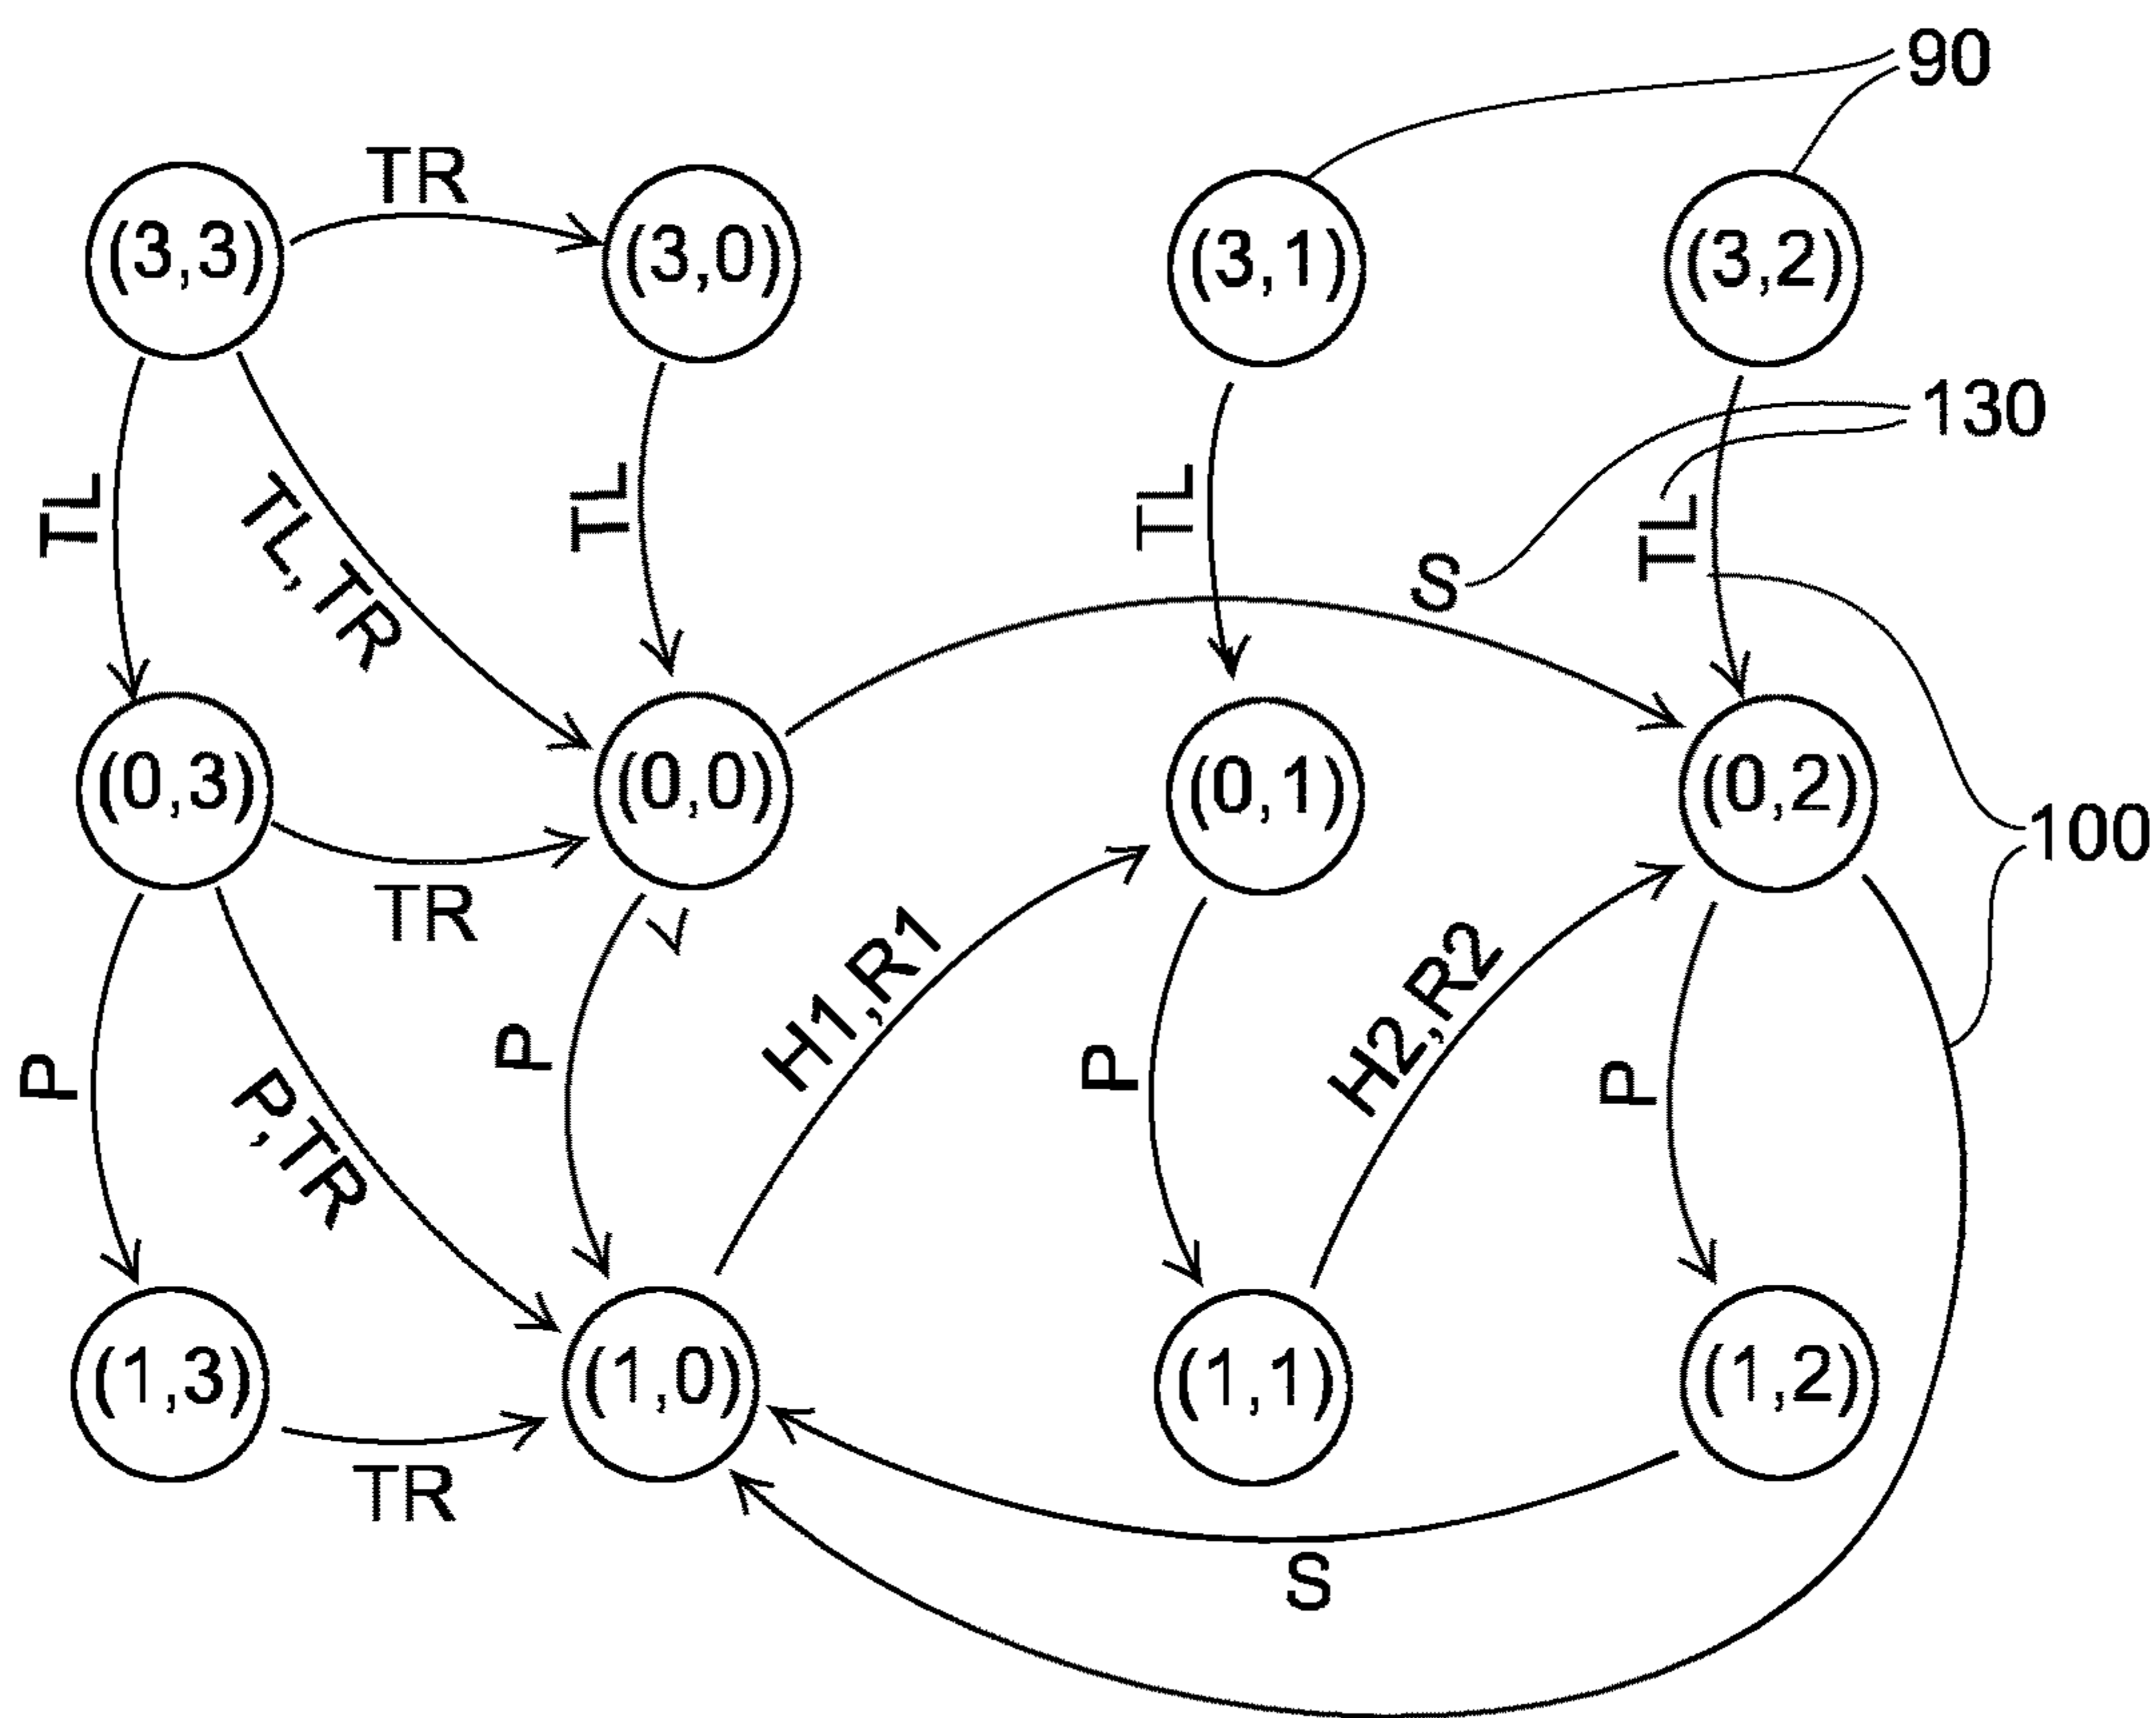 90
TR
(3,3)
(3,0)
(3,1)
(3,2)
130
TL
TL,TR
TL
TL
S
TL
(0,3)
(0,0)
(0,1)
(0,2)
100
TR
P
P,TR
P
H1,R1
P
H2,R2
P
(1,3)
(1,0)
(1,1)
(1,2)
TR
S